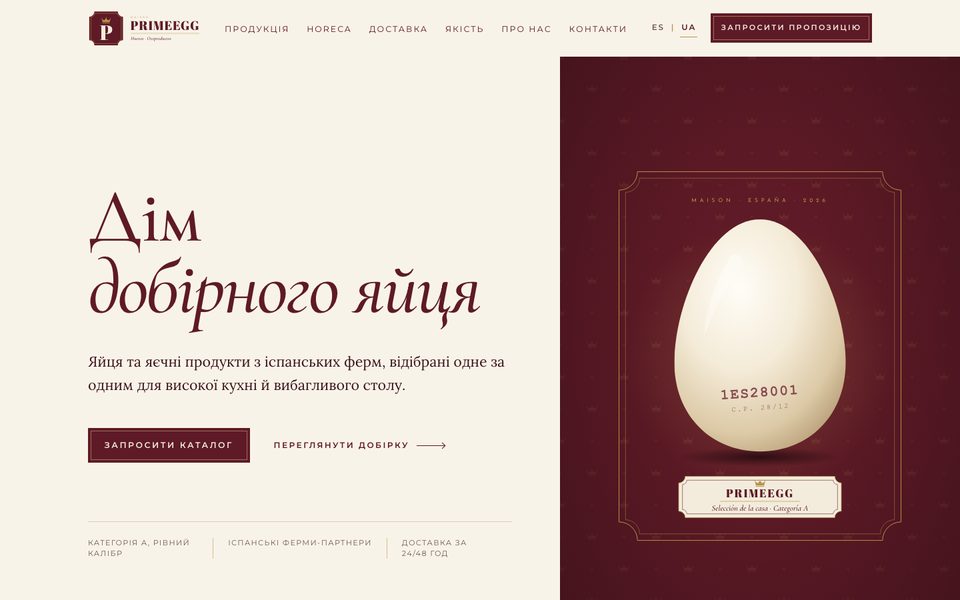 P
PRIMEEGG
Maison · Ovoproductos
ПРОДУКЦІЯ
HORECA
ДОСТАВКА
ЯКІСТЬ
ПРО НАС
КОНТАКТИ
ES | UA
ЗАПРОСИТИ ПРОПОЗИЦІЮ
Дім
добірного яйця
Яйця та яєчні продукти з іспанських ферм, відібрані одне за
одним для високої кухні й вибагливого столу.
ЗАПРОСИТИ КАТАЛОГ
ПЕРЕГЛЯНУТИ ДОБІРКУ
КАТЕГОРІЯ А, РІВНИЙ
КАЛІБР
ІСПАНСЬКІ ФЕРМИ-ПАРТНЕРИ
ДОСТАВКА ЗА
24/48 ГОД
MAISON · ESPAÑA · 2026
1ES28001
C.P. 28/12
PRIMEEGG
Selección de la casa · Categoría A